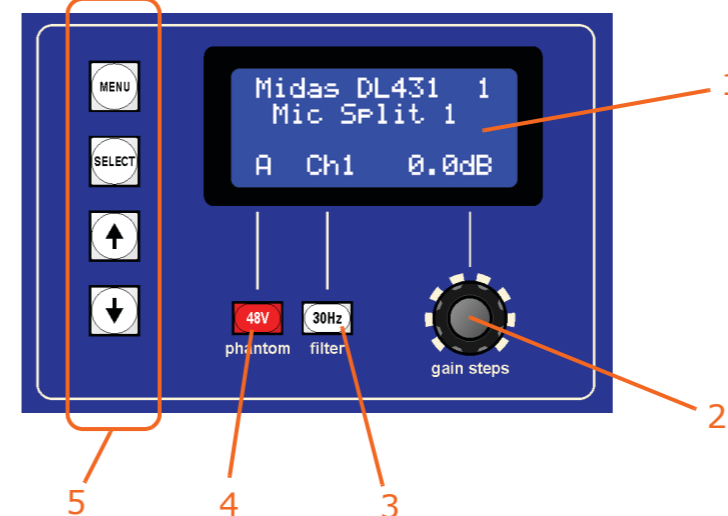 MENU
SELECT
Midas DL431 1
Mic Split 1
A Ch1 0.0dB
48V
30Hz
phantom
filter
gain steps
1
2
3
4
5